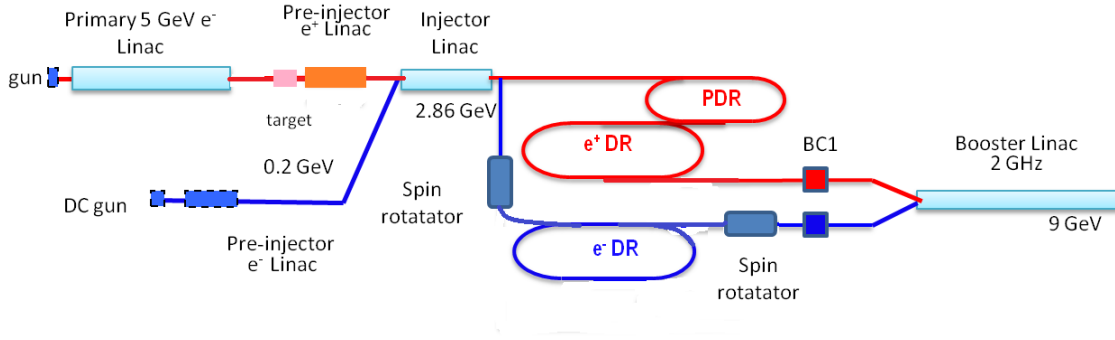 Primary 5 GeV e⁻
Linac
Pre-injector
e⁺ Linac
Injector
Linac
gun
target
2.86 GeV
PDR
e⁺ DR
BC1
Booster Linac
2 GHz
0.2 GeV
DC gun
Spin
rotatator
9 GeV
Pre-injector
e⁻ Linac
e⁻ DR
Spin
rotatator